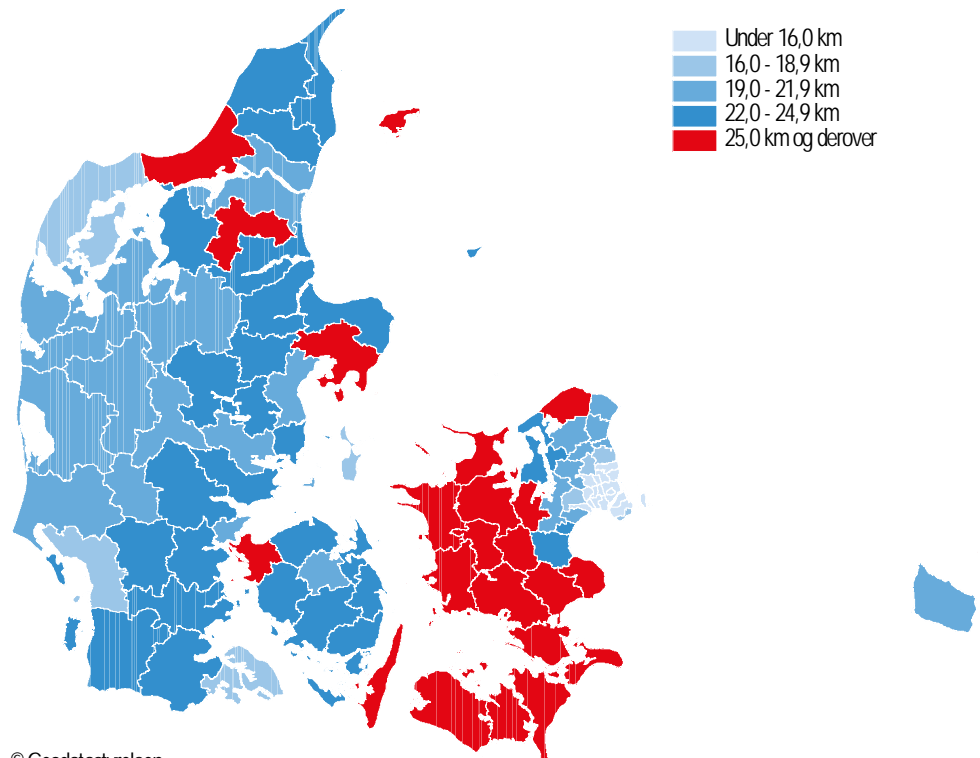 Under 16,0 km
16,0 - 18,9 km
19,0 - 21,9 km
22,0 - 24,9 km
25,0 km og derover
©